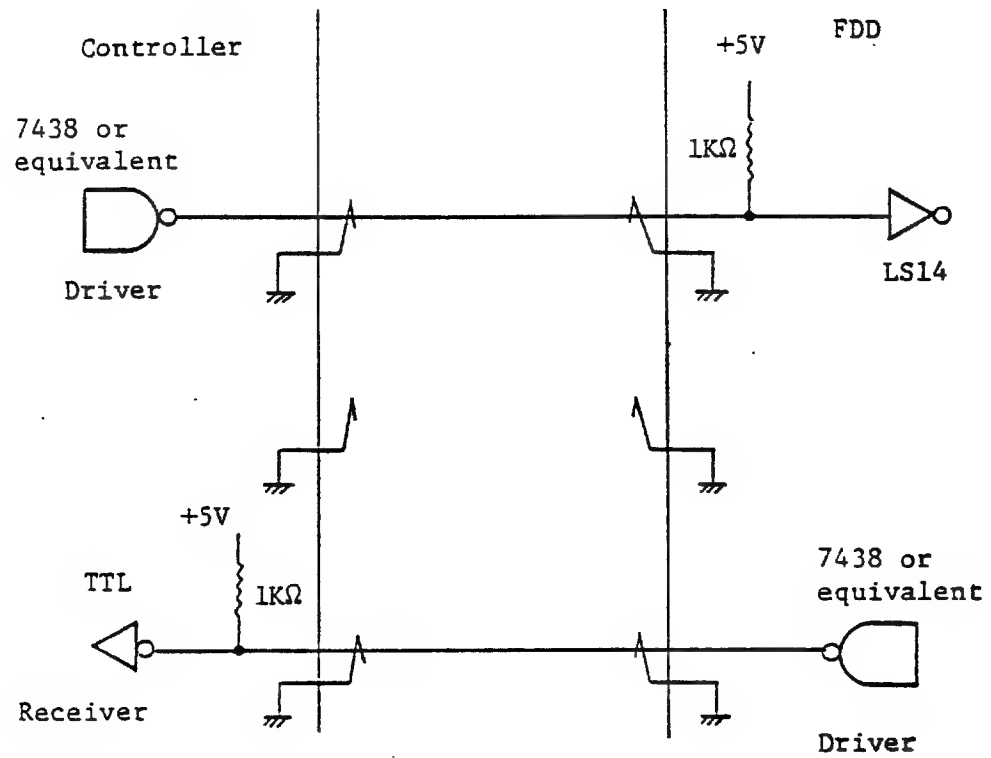 Controller
FDD
+5V
7438 or
equivalent
1KΩ
Driver
LS14
+5V
TTL
1KΩ
7438 or
equivalent
Receiver
Driver